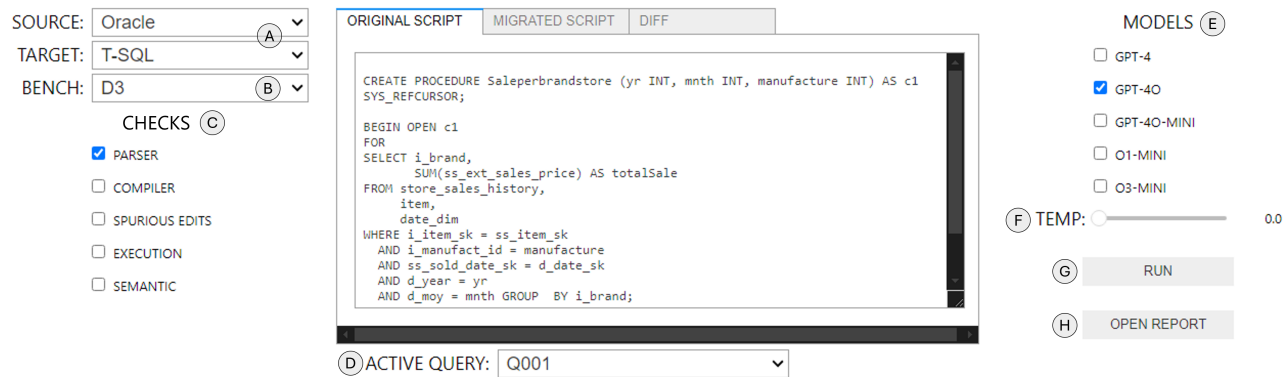 SOURCE: Oracle
A
TARGET: T-SQL
BENCH: D3 B
CHECKS C
PARSER
COMPILER
SPURIOUS EDITS
EXECUTION
SEMANTIC
ORIGINAL SCRIPT MIGRATED SCRIPT DIFF
CREATE PROCEDURE Saleperbrandstore (yr INT, mnth INT, manufacture INT) AS c1
SYS_REFCURSOR;
BEGIN OPEN c1
FOR
SELECT i_brand,
SUM(ss_ext_sales_price) AS totalSale
FROM store_sales_history,
item,
date_dim
WHERE i_item_sk = ss_item_sk
AND i_manufact_id = manufacture
AND ss_sold_date_sk = d_date_sk
AND d_year = yr
AND d_moy = mnth GROUP  BY i_brand;
D ACTIVE QUERY: Q001
MODELS E
GPT-4
GPT-4O
GPT-4O-MINI
O1-MINI
O3-MINI
F TEMP: 0.0
G RUN
H OPEN REPORT